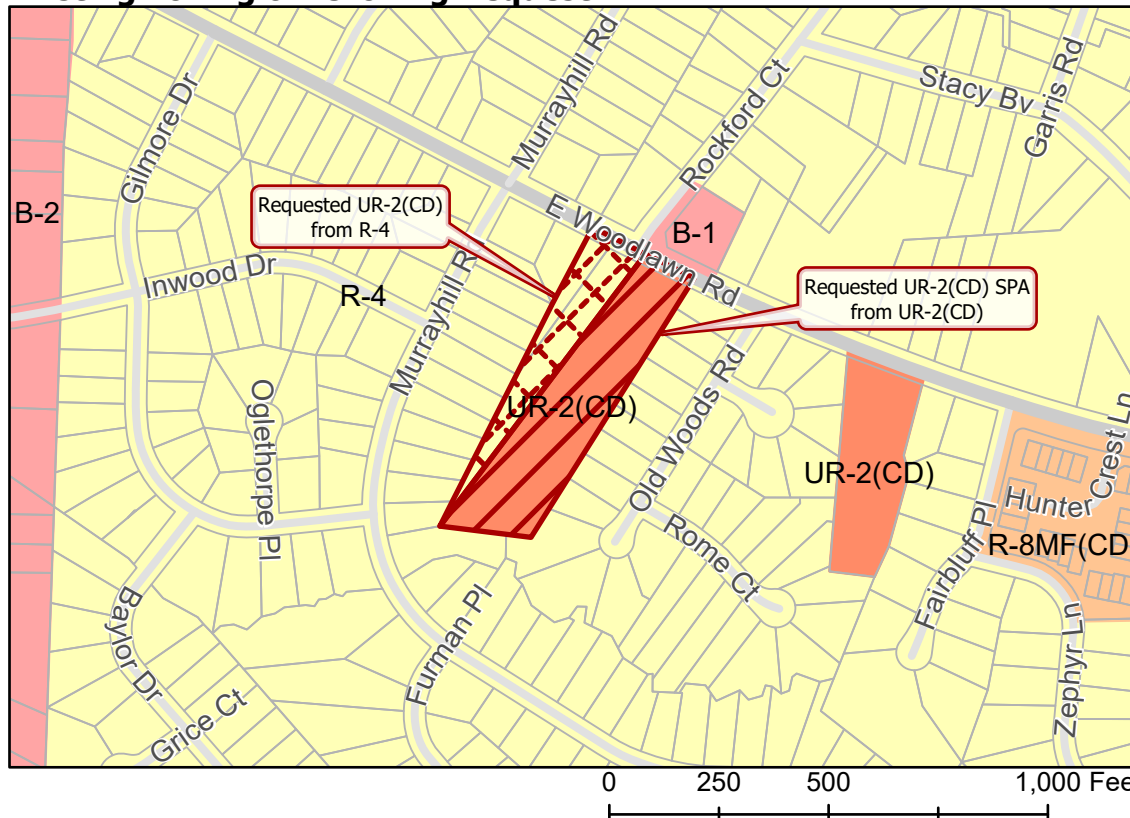 Murrayhill Rd
Rockford Ct
Stacy Bv
Garris Rd
Gilmore Dr
B-2
Requested UR-2(CD)
from R-4
E Woodlawn Rd
B-1
Inwood Dr
R-4
Murrayhill Rd
Requested UR-2(CD) SPA
from UR-2(CD)
UR-2(CD)
Old Woods Rd
Oglethorpe Pl
UR-2(CD)
Hunter Crest Ln
R-8MF(CD
Rome Ct
Fairbluff Pl
Baylor Dr
Furman Pl
Zephyr Ln
Grice Ct
0 250 500 1,000 Fee